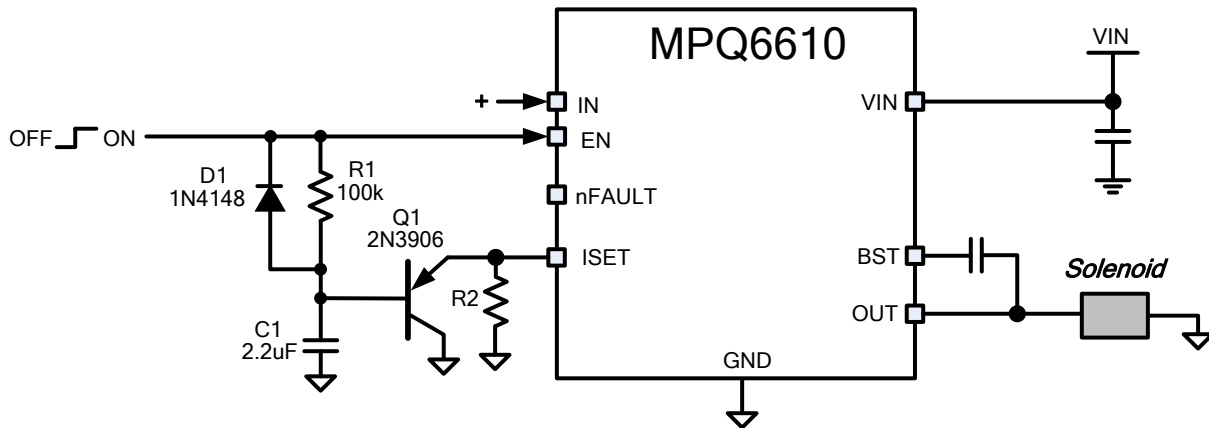 MPQ6610
VIN
+
IN
VIN
OFF
ON
EN
D1
1N4148
R1
100k
nFAULT
Q1
2N3906
ISET
BST
Solenoid
R2
OUT
C1
2.2uF
GND